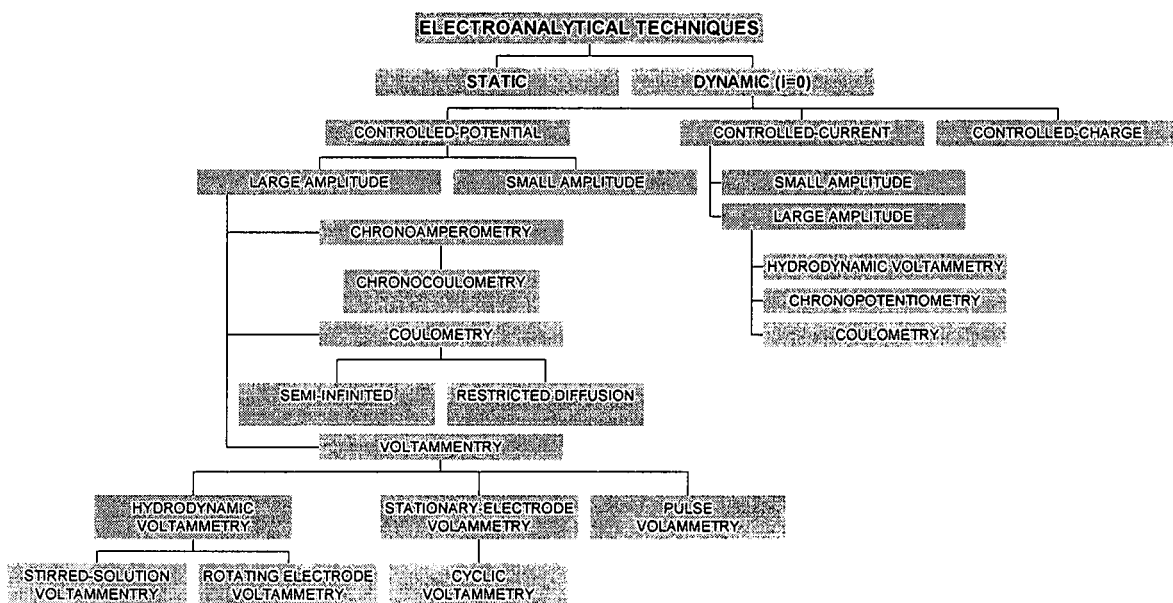 ELECTROANALYTICAL TECHNIQUES
STATIC
DYNAMIC (I=0)
CONTROLLED-POTENTIAL
CONTROLLED-CURRENT
CONTROLLED-CHARGE
LARGE AMPLITUDE
SMALL AMPLITUDE
SMALL AMPLITUDE
LARGE AMPLITUDE
CHRONOAMPEROMETRY
CHRONOCOULOMETRY
HYDRODYNAMIC VOLTAMMETRY
CHRONOPOTENTIOMETRY
COULOMETRY
COULOMETRY
SEMI-INFINITED
RESTRICTED DIFFUSION
VOLTAMMENTRY
HYDRODYNAMIC
VOLTAMMETRY
STATIONARY-ELECTRODE
VOLAMMETRY
PULSE
VOLAMMETRY
STIRRED-SOLUTION
VOLTAMMENTRY
ROTATING ELECTRODE
VOLTAMMETRY
CYCLIC
VOLTAMMETRY